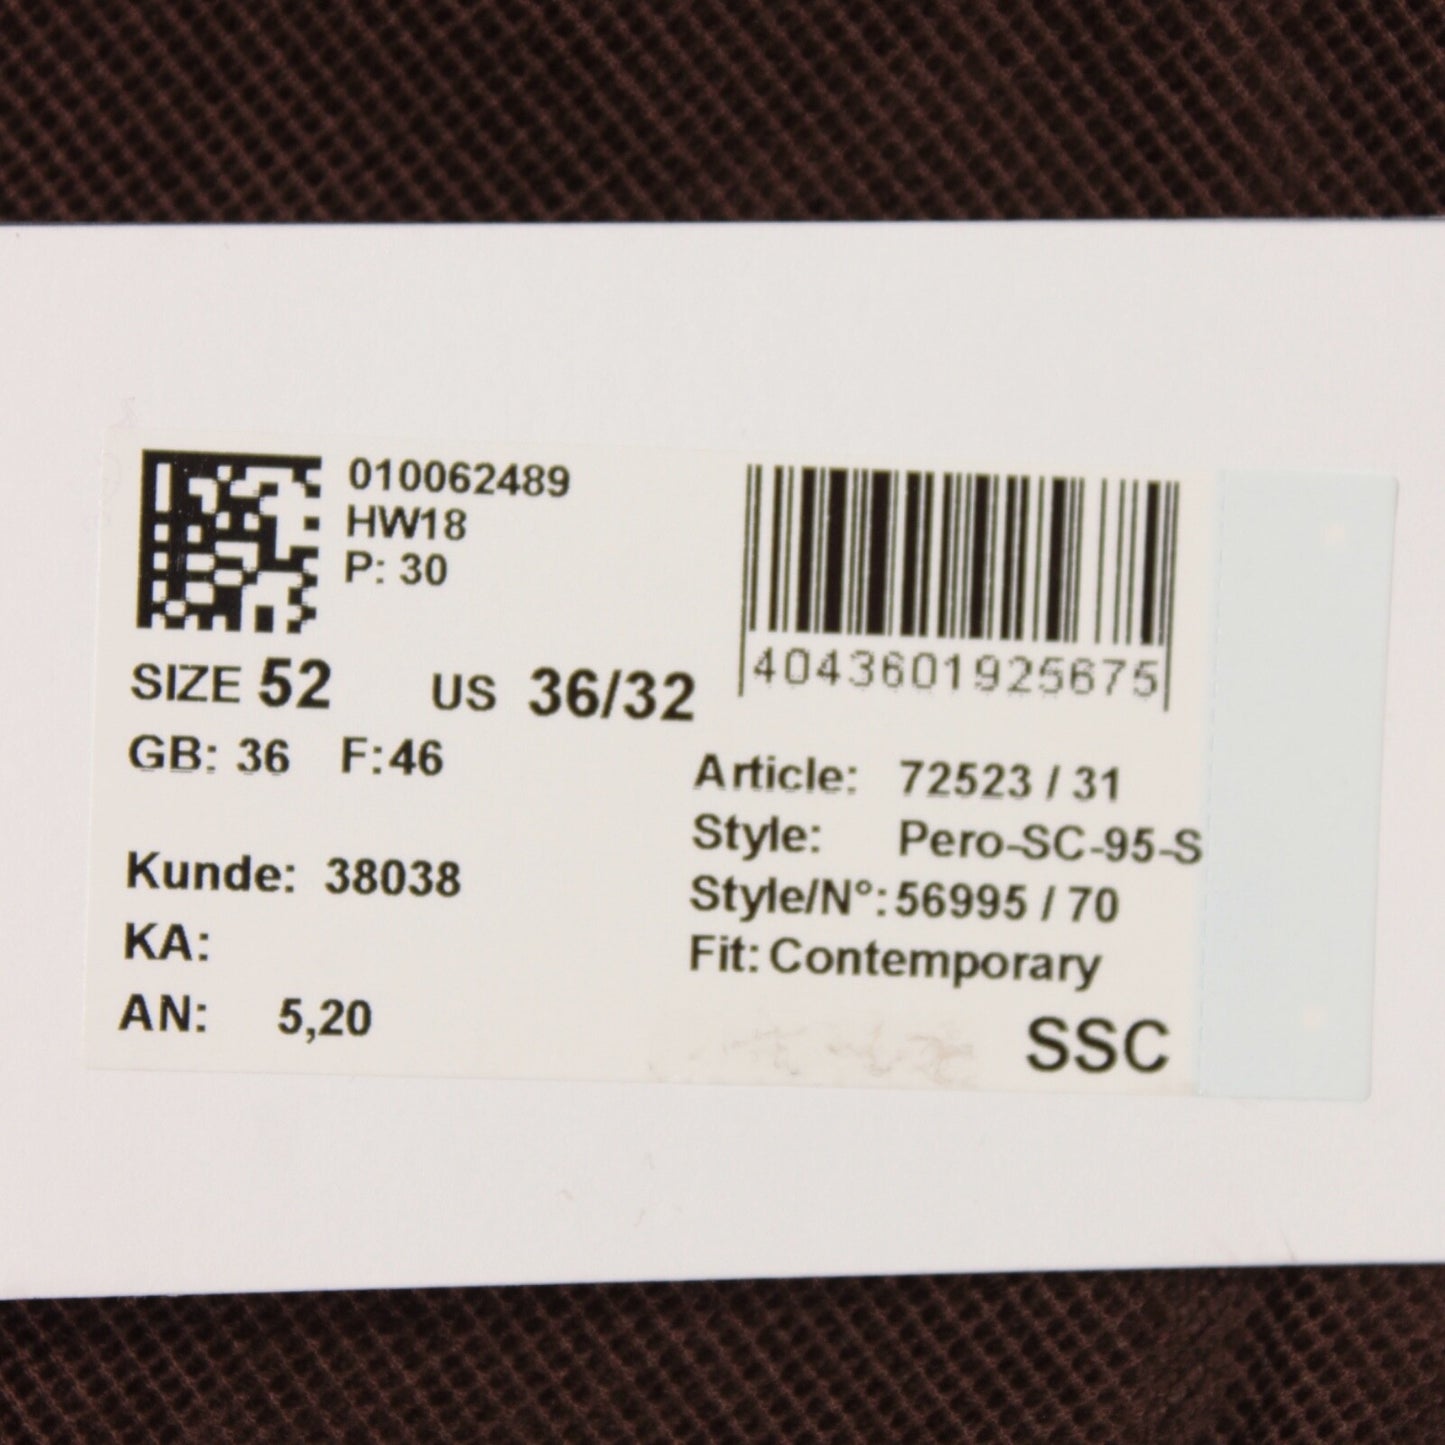 010062489
HW18
P: 30
4043601925675
SIZE 52 US 36/32
GB: 36 F:46
Article: 72523 / 31
Style: Pero-SC-95-S
Kunde: 38038
Style/N°: 56995 / 70
KA:
Fit: Contemporary
AN: 5,20
SSC